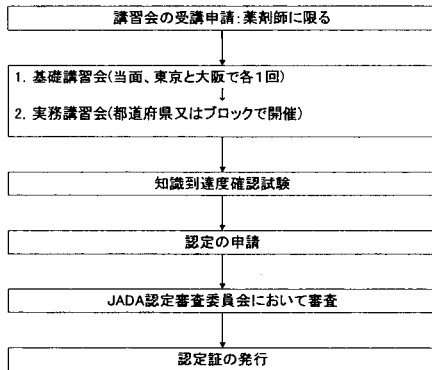 講習会の受講申請:薬剤師に限る
1. 基礎講習会(当面、東京と大阪で各1回)
↓
2. 実務講習会(都道府県又はブロックで開催)
知識到達度確認試験
認定の申請
JADA認定審査委員会において審査
認定証の発行